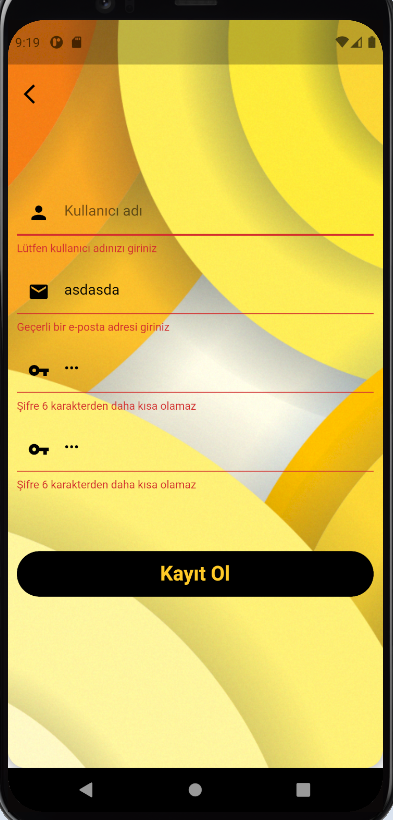 9:19
Kullanıcı adı
Lütfen kullanıcı adınızı giriniz
asdasda
Geçerli bir e-posta adresi giriniz
•••
Şifre 6 karakterden daha kısa olamaz
•••
Şifre 6 karakterden daha kısa olamaz
Kayıt Ol